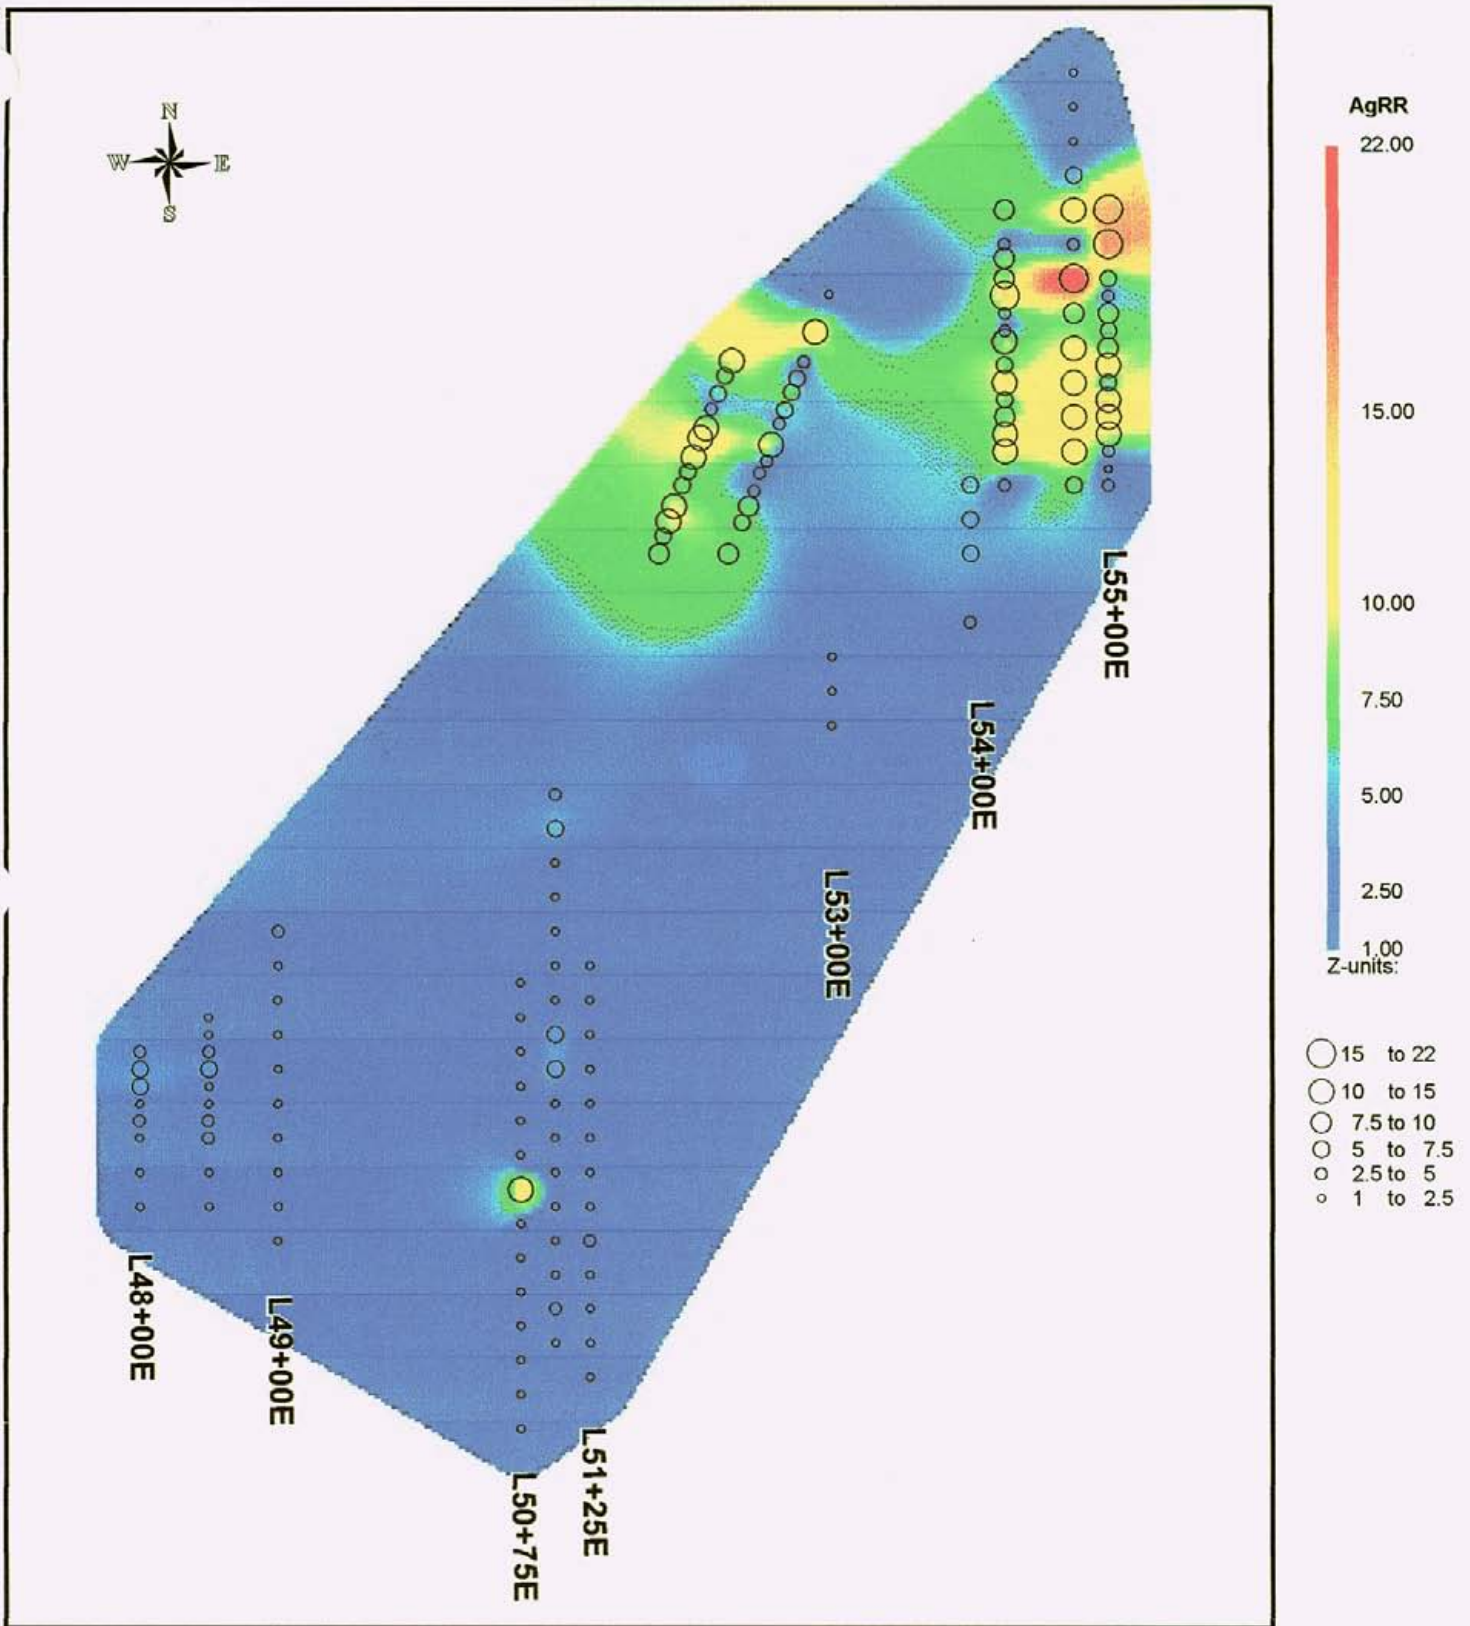 N
W E
S
AgRR
22.00
15.00
10.00
7.50
5.00
2.50
1.00
Z-units:
15 to 22
10 to 15
7.5 to 10
5 to 7.5
2.5 to 5
1 to 2.5
L55+00E
L54+00E
L53+00E
L48+00E
L49+00E
L51+25E
L50+75E